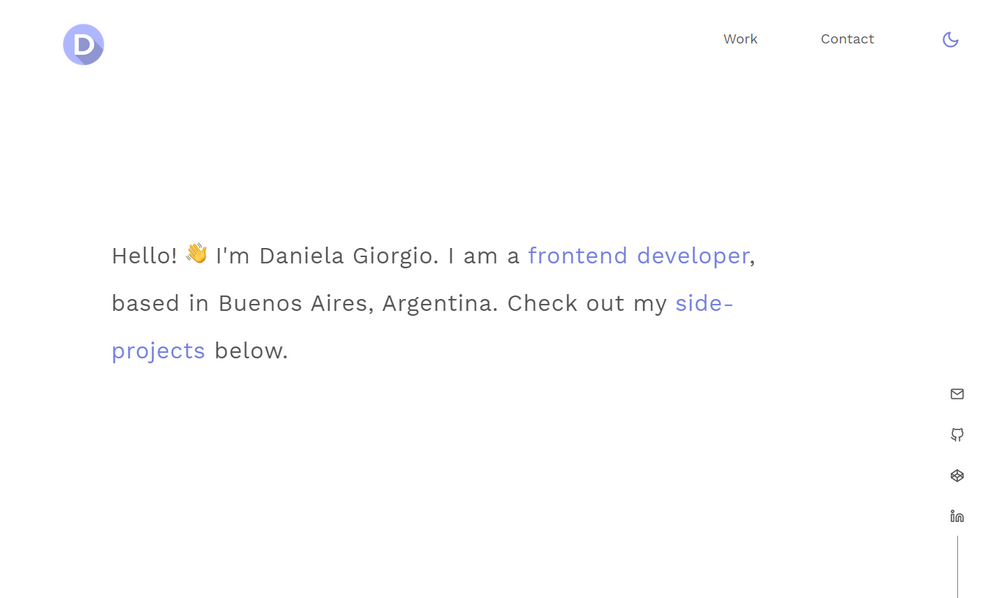 D
Work
Contact
Hello! 👋 I'm Daniela Giorgio. I am a frontend developer,
based in Buenos Aires, Argentina. Check out my side-
projects below.